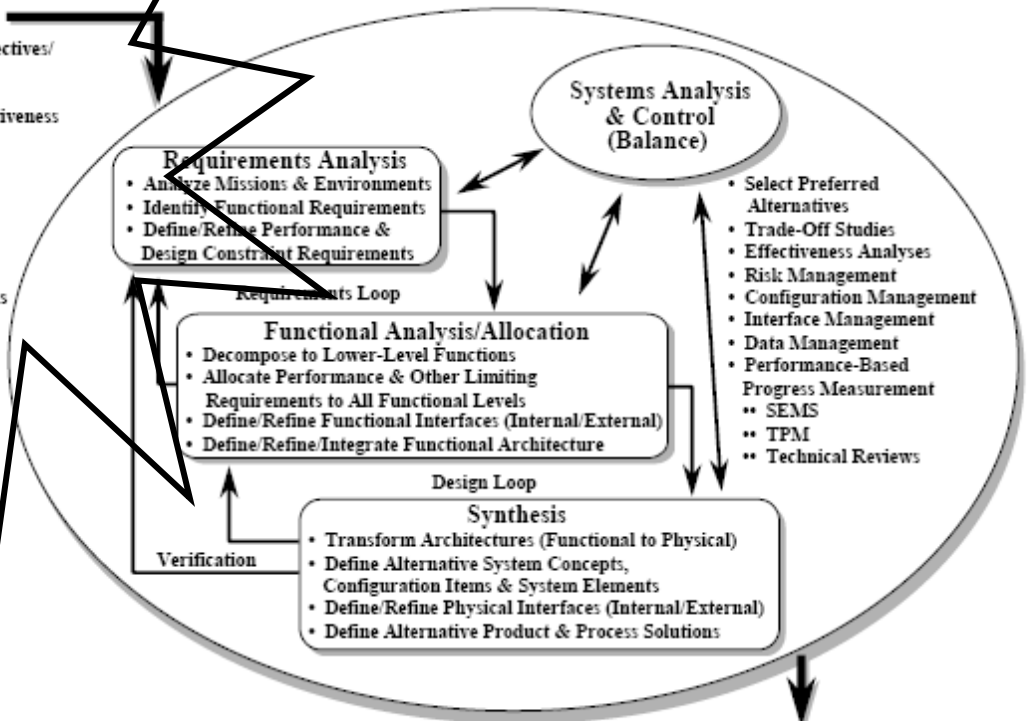 Systems Analysis
& Control
(Balance)
Requirements Analysis
• Analyze Missions & Environments
• Identify Functional Requirements
• Define/Refine Performance &
Design Constraint Requirements
• Select Preferred
Alternatives
• Trade-Off Studies
• Effectiveness Analyses
• Risk Management
• Configuration Management
• Interface Management
• Data Management
• Performance-Based
Progress Measurement
•• SEMS
•• TPM
•• Technical Reviews
Requirements Loop
Functional Analysis/Allocation
• Decompose to Lower-Level Functions
• Allocate Performance & Other Limiting
Requirements to All Functional Levels
• Define/Refine Functional Interfaces (Internal/External)
• Define/Refine/Integrate Functional Architecture
Design Loop
Synthesis
• Transform Architectures (Functional to Physical)
• Define Alternative System Concepts,
Configuration Items & System Elements
• Define/Refine Physical Interfaces (Internal/External)
• Define Alternative Product & Process Solutions
Verification